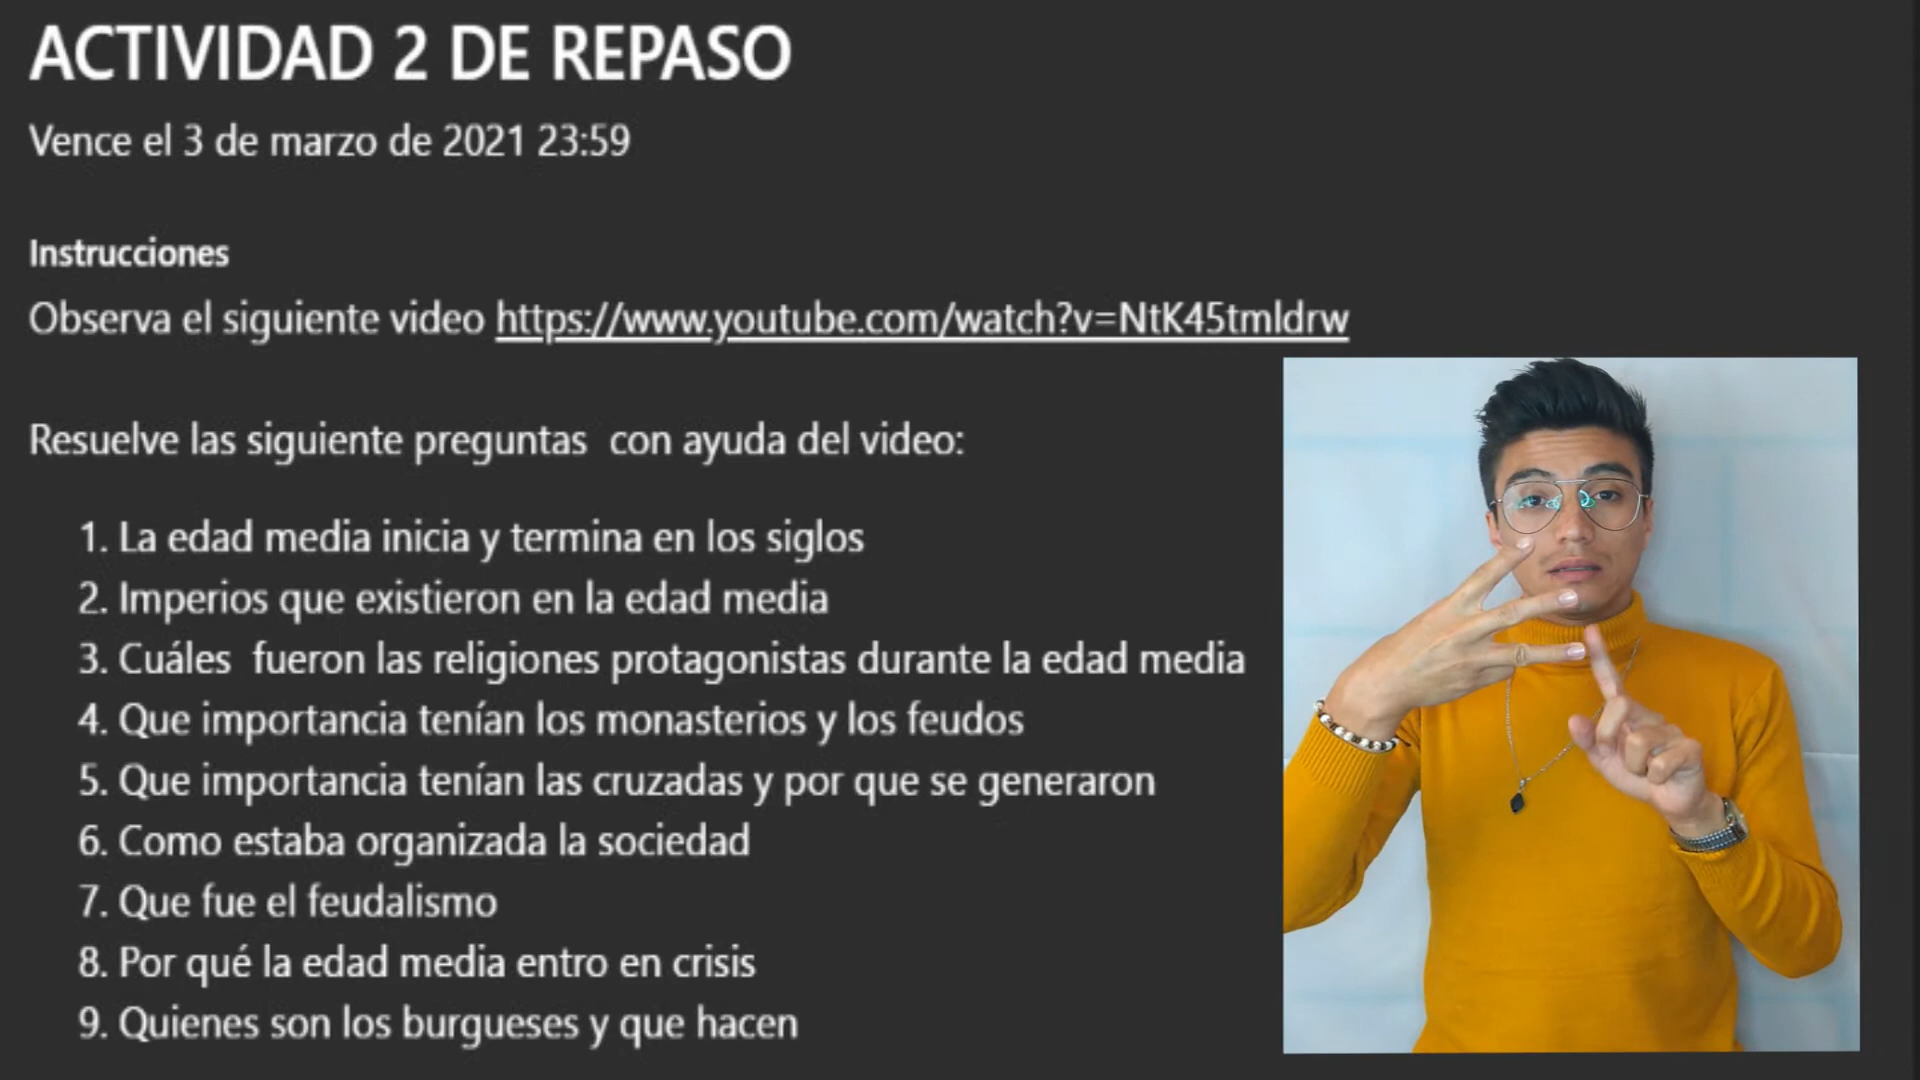 ACTIVIDAD 2 DE REPASO
Vence el 3 de marzo de 2021 23:59
Instrucciones
Observa el siguiente video https://www.youtube.com/watch?v=NtK45tmldrw
Resuelve las siguiente preguntas  con ayuda del video:
1. La edad media inicia y termina en los siglos
2. Imperios que existieron en la edad media
3. Cuáles  fueron las religiones protagonistas durante la edad media
4. Que importancia tenían los monasterios y los feudos
5. Que importancia tenían las cruzadas y por que se generaron
6. Como estaba organizada la sociedad
7. Que fue el feudalismo
8. Por qué la edad media entro en crisis
9. Quienes son los burgueses y que hacen